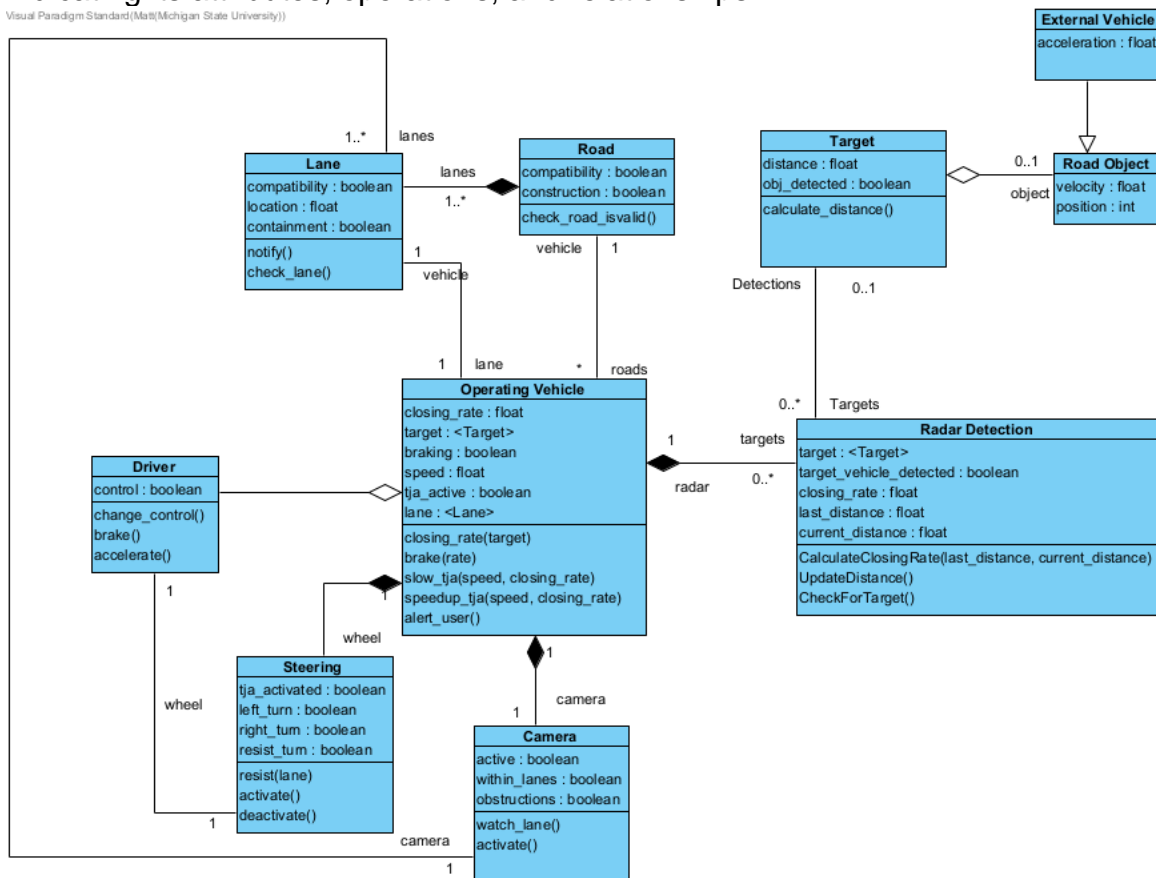 Visual Paradigm Standard(Matt(Michigan State University))
External Vehicle
acceleration : float
1..*
lanes
Lane
compatibility : boolean
location : float
containment : boolean
notify()
check_lane()
lanes
1..*
Road
compatibility : boolean
construction : boolean
check_road_isvalid()
Target
distance : float
obj_detected : boolean
calculate_distance()
0..1
object
Road Object
velocity : float
position : int
1
vehicle
vehicle
1
Detections
0..1
1
lane
*
roads
0..*
Targets
Operating Vehicle
closing_rate : float
target : <Target>
braking : boolean
speed : float
tja_active : boolean
lane : <Lane>
closing_rate(target)
brake(rate)
slow_tja(speed, closing_rate)
speedup_tja(speed, closing_rate)
alert_user()
1
radar
targets
0..*
Radar Detection
target : <Target>
target_vehicle_detected : boolean
closing_rate : float
last_distance : float
current_distance : float
CalculateClosingRate(last_distance, current_distance)
UpdateDistance()
CheckForTarget()
Driver
control : boolean
change_control()
brake()
accelerate()
1
1
wheel
wheel
1
Steering
tja_activated : boolean
left_turn : boolean
right_turn : boolean
resist_turn : boolean
resist(lane)
activate()
deactivate()
1
camera
1
Camera
active : boolean
within_lanes : boolean
obstructions : boolean
watch_lane()
activate()
camera
1